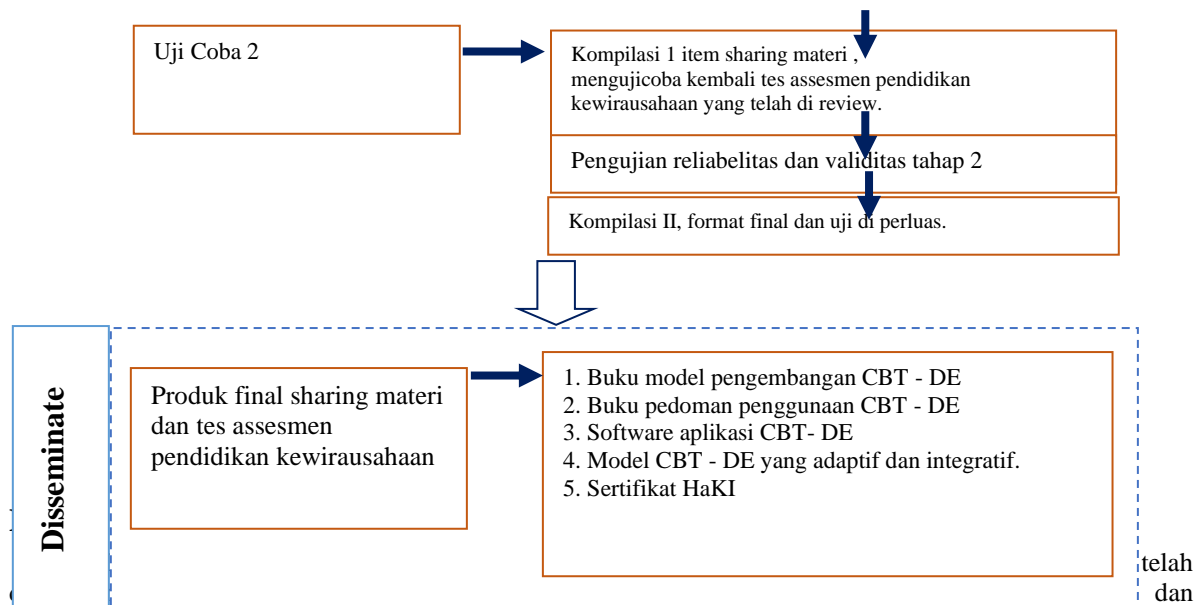 Uji Coba 2
Kompilasi 1 item sharing materi ,
mengujicoba kembali tes assesmen pendidikan
kewirausahaan yang telah di review.
Pengujian reliabelitas dan validitas tahap 2
Kompilasi II, format final dan uji di perluas.
Disseminate
Produk final sharing materi
dan tes assesmen
pendidikan kewirausahaan
1. Buku model pengembangan CBT - DE
2. Buku pedoman penggunaan CBT - DE
3. Software aplikasi CBT- DE
4. Model CBT - DE yang adaptif dan integratif.
5. Sertifikat HaKI
telah
dan